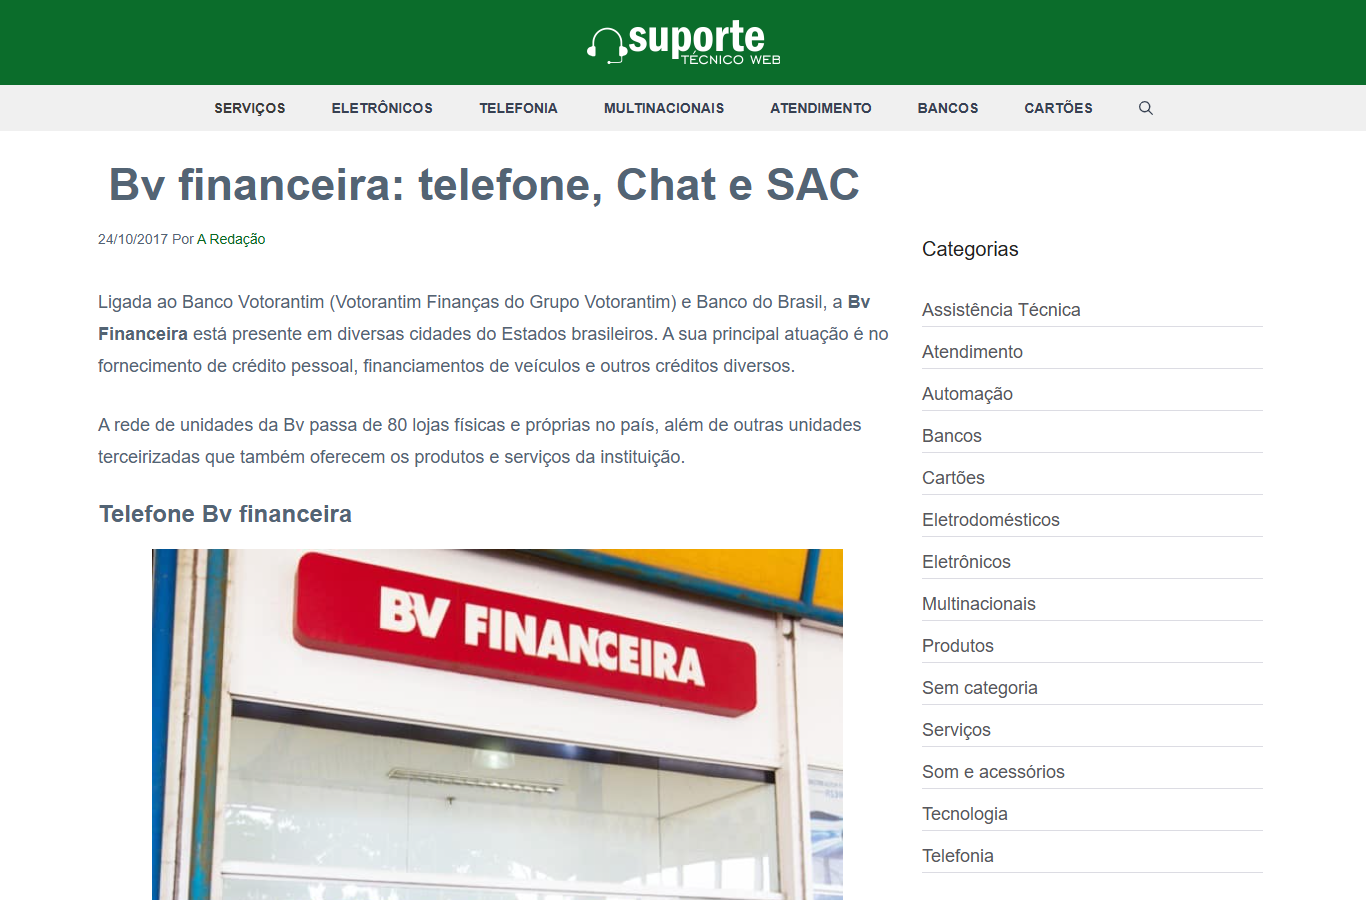 suporte
TÉCNICO WEB
SERVIÇOS ELETRÔNICOS TELEFONIA MULTINACIONAIS ATENDIMENTO BANCOS CARTÕES
Bv financeira: telefone, Chat e SAC
24/10/2017 Por A Redação
Ligada ao Banco Votorantim (Votorantim Finanças do Grupo Votorantim) e Banco do Brasil, a Bv
Financeira está presente em diversas cidades do Estados brasileiros. A sua principal atuação é no
fornecimento de crédito pessoal, financiamentos de veículos e outros créditos diversos.
A rede de unidades da Bv passa de 80 lojas físicas e próprias no país, além de outras unidades
terceirizadas que também oferecem os produtos e serviços da instituição.
Telefone Bv financeira
BV FINANCEIRA
Categorias
Assistência Técnica
Atendimento
Automação
Bancos
Cartões
Eletrodomésticos
Eletrônicos
Multinacionais
Produtos
Sem categoria
Serviços
Som e acessórios
Tecnologia
Telefonia